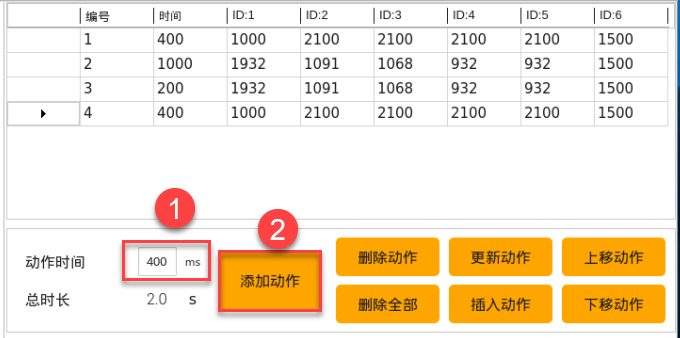 编号 时间 ID:1 ID:2 ID:3 ID:4 ID:5 ID:6
1 400 1000 2100 2100 2100 2100 1500
2 1000 1932 1091 1068 932 932 1500
3 200 1932 1091 1068 932 932 1500
4 400 1000 2100 2100 2100 2100 1500
1
2
动作时间 400 ms
总时长 2.0 s
添加动作
删除动作 更新动作 上移动作
删除全部 插入动作 下移动作